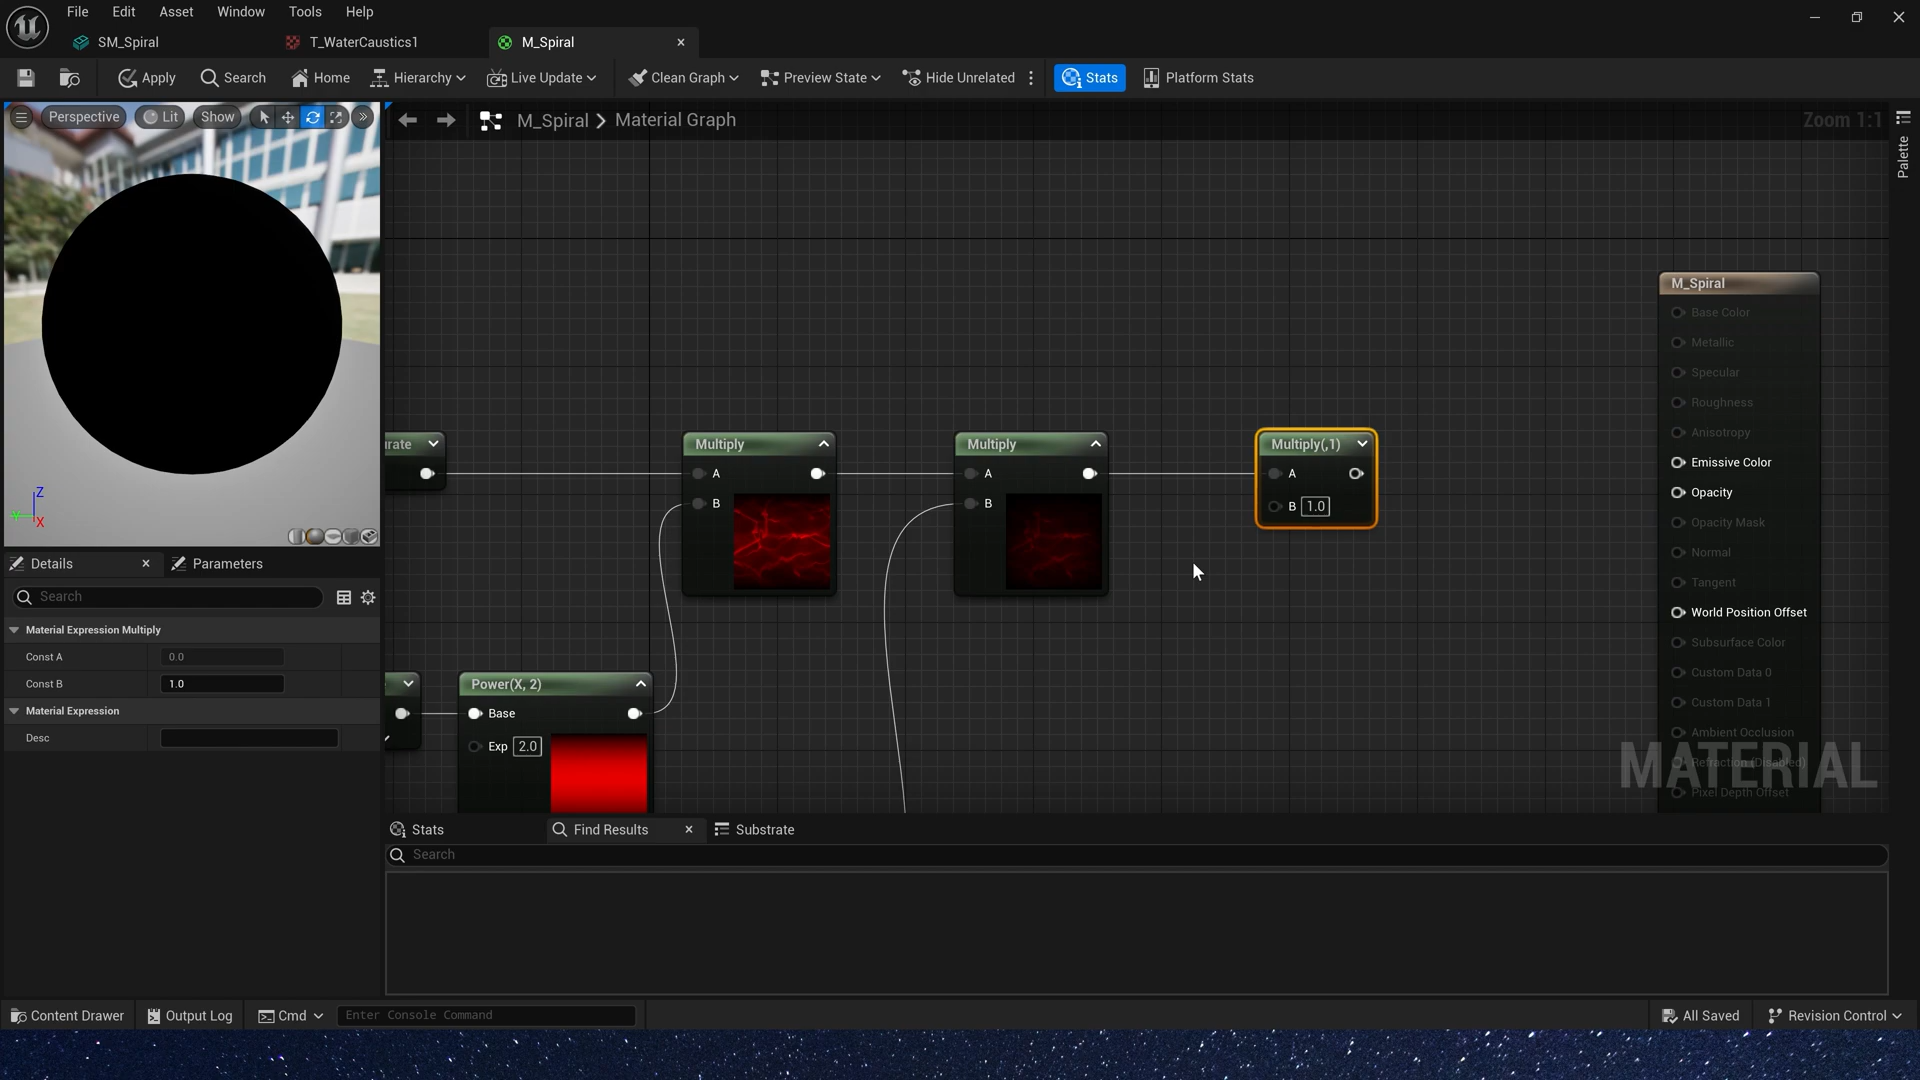 File Edit Asset Window Tools Help
SM_Spiral T_WaterCaustics1 M_Spiral
Apply Search Home Hierarchy Live Update Clean Graph Preview State Hide Unrelated Stats Platform Stats
Perspective Lit Show
M_Spiral > Material Graph
Zoom 1:1
Palette
M_Spiral
Base Color
Metallic
Specular
Roughness
Anisotropy
Emissive Color
Opacity
Opacity Mask
Normal
Tangent
World Position Offset
Subsurface Color
Custom Data 0
Custom Data 1
Ambient Occlusion
Refraction (Disabled)
Pixel Depth Offset
MATERIAL
rate
Multiply
A
B
Multiply
A
B
Multiply(,1)
A
B 1.0
Power(X, 2)
Base
Exp 2.0
Z
X
Details Parameters
Search
Material Expression Multiply
Const A 0.0
Const B 1.0
Material Expression
Desc
Stats Find Results Substrate
Search
Content Drawer Output Log Cmd Enter Console Command All Saved Revision Control